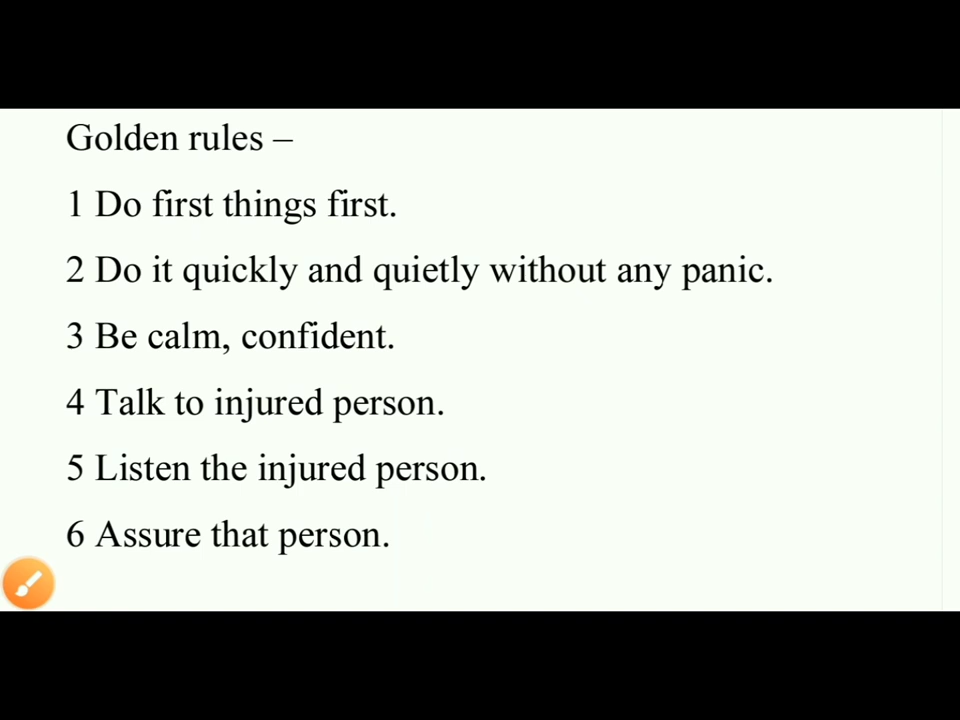 Golden rules –
1 Do first things first.
2 Do it quickly and quietly without any panic.
3 Be calm, confident.
4 Talk to injured person.
5 Listen the injured person.
6 Assure that person.